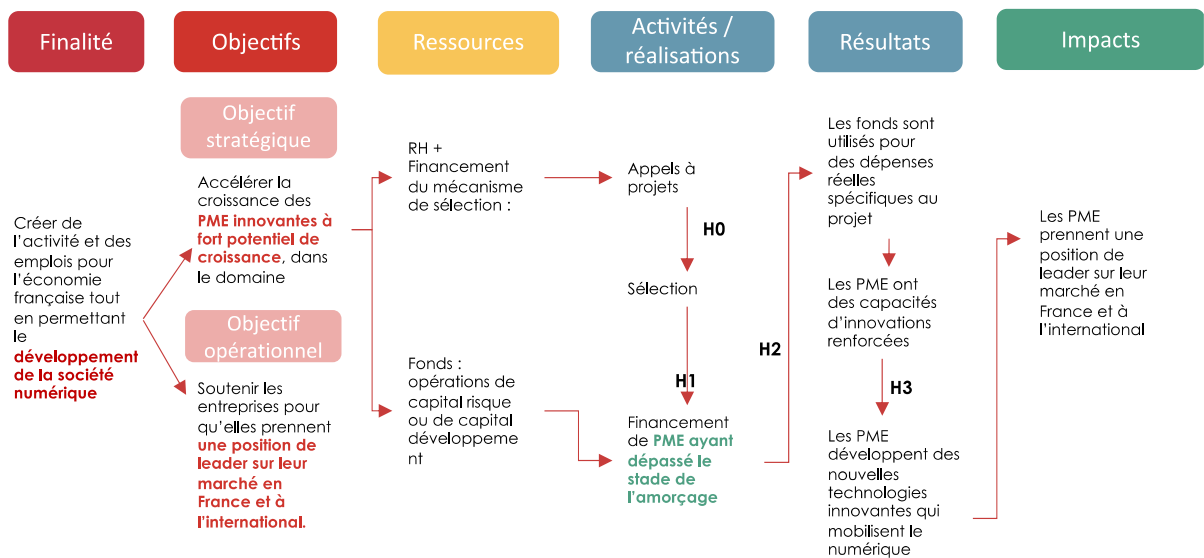 Finalité
Objectifs
Ressources
Activités /
réalisations
Résultats
Impacts
Créer de
l'activité et des
emplois pour
l'économie
française tout
en permettant
le
développement
de la société
numérique
Objectif
stratégique
Accélérer la
croissance des
PME innovantes à
fort potentiel de
croissance, dans
le domaine
Objectif
opérationnel
Soutenir les
entreprises pour
qu'elles prennent
une position de
leader sur leur
marché en
France et à
l'international.
RH +
Financement
du mécanisme
de sélection :
Fonds :
opérations de
capital risque
ou de capital
développeme
nt
Appels à
projets
H0
Sélection
H1
Financement
de PME ayant
dépassé le
stade de
l'amorçage
H2
Les fonds sont
utilisés pour
des dépenses
réelles
spécifiques au
projet
Les PME ont
des capacités
d'innovations
renforcées
H3
Les PME
développent des
nouvelles
technologies
innovantes qui
mobilisent le
numérique
Les PME
prennent une
position de
leader sur leur
marché en
France et à
l'international